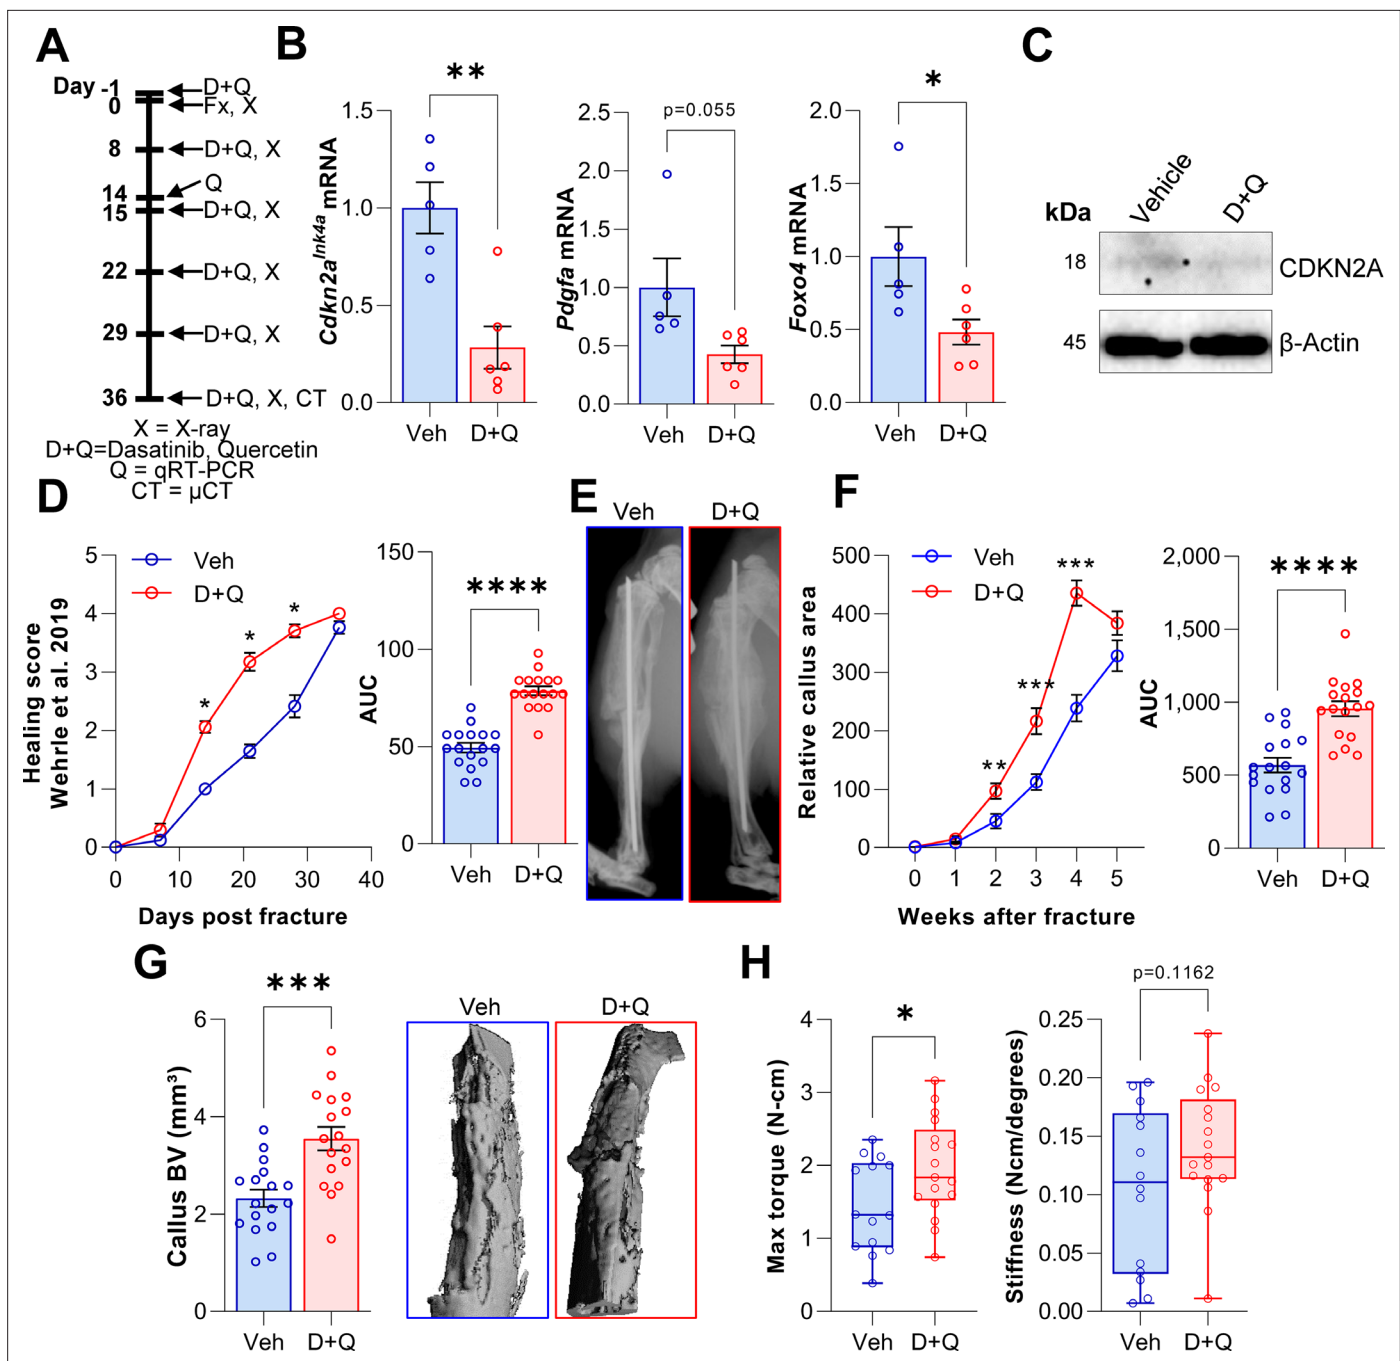 A
Day -1 D+Q
0 Fx, X
8 D+Q, X
14 Q
15 D+Q, X
22 D+Q, X
29 D+Q, X
36 D+Q, X, CT
X = X-ray
D+Q=Dasatinib, Quercetin
Q = qRT-PCR
CT = µCT
B
**
Cdkn2a^Ink4a mRNA
1.5
1.0
0.5
0.0
Veh D+Q
p=0.055
Pdgfa mRNA
2.5
2.0
1.5
1.0
0.5
0.0
Veh D+Q
*
Foxo4 mRNA
2.0
1.5
1.0
0.5
0.0
Veh D+Q
C
kDa Vehicle D+Q
18 CDKN2A
45 β-Actin
D
Veh
D+Q
Healing score
Wehrle et al. 2019
5
4
3
2
1
0
* * *
0 10 20 30 40
Days post fracture
****
AUC
150
100
50
0
Veh D+Q
E
Veh D+Q
F
Veh
D+Q
Relative callus area
500
400
300
200
100
0
** *** ***
0 1 2 3 4 5
Weeks after fracture
****
AUC
2,000
1,500
1,000
500
0
Veh D+Q
G
***
Callus BV (mm³)
6
4
2
0
Veh D+Q
Veh D+Q
H
*
Max torque (N-cm)
4
3
2
1
0
Veh D+Q
p=0.1162
Stiffness (Ncm/degrees)
0.25
0.20
0.15
0.10
0.05
0.00
Veh D+Q